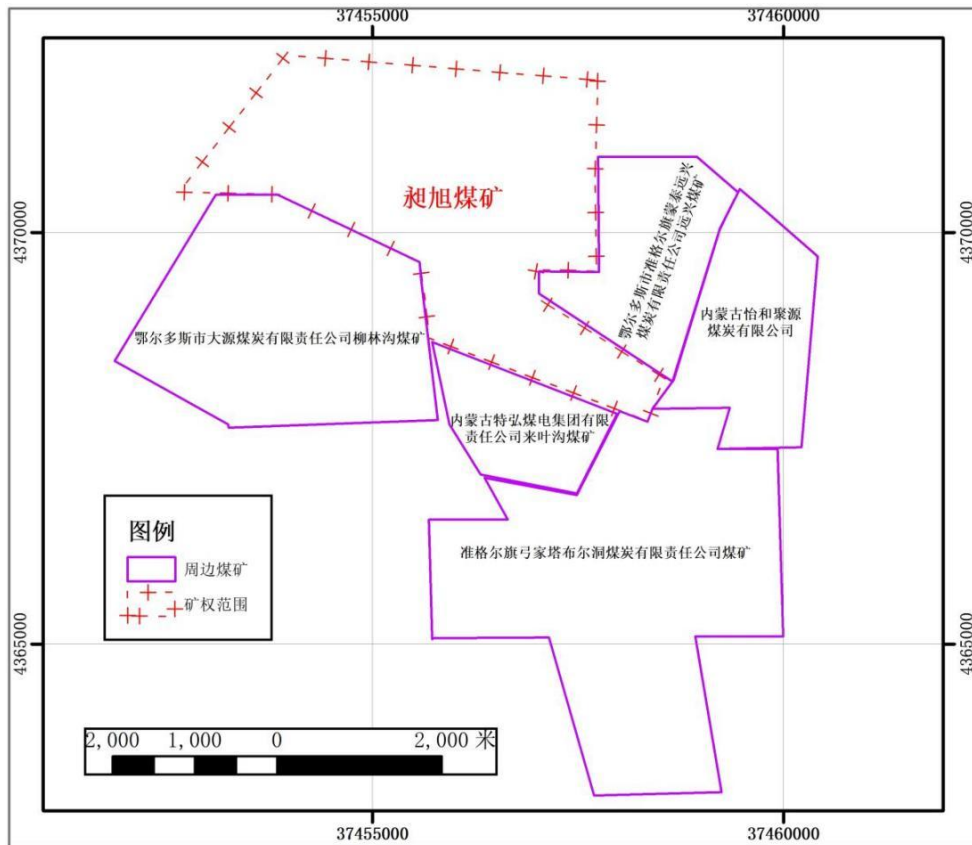 37455000
37460000
昶旭煤矿
4370000
4370000
鄂尔多斯市准格尔旗蒙泰远兴
煤炭有限责任公司远兴煤矿
内蒙古怡和聚源
煤炭有限公司
鄂尔多斯市大源煤炭有限责任公司柳林沟煤矿
内蒙古特弘煤电集团有限
责任公司来叶沟煤矿
准格尔旗弓家塔布尔洞煤炭有限责任公司煤矿
图例
周边煤矿
矿权范围
4365000
4365000
2,000 1,000 0 2,000 米
37455000
37460000